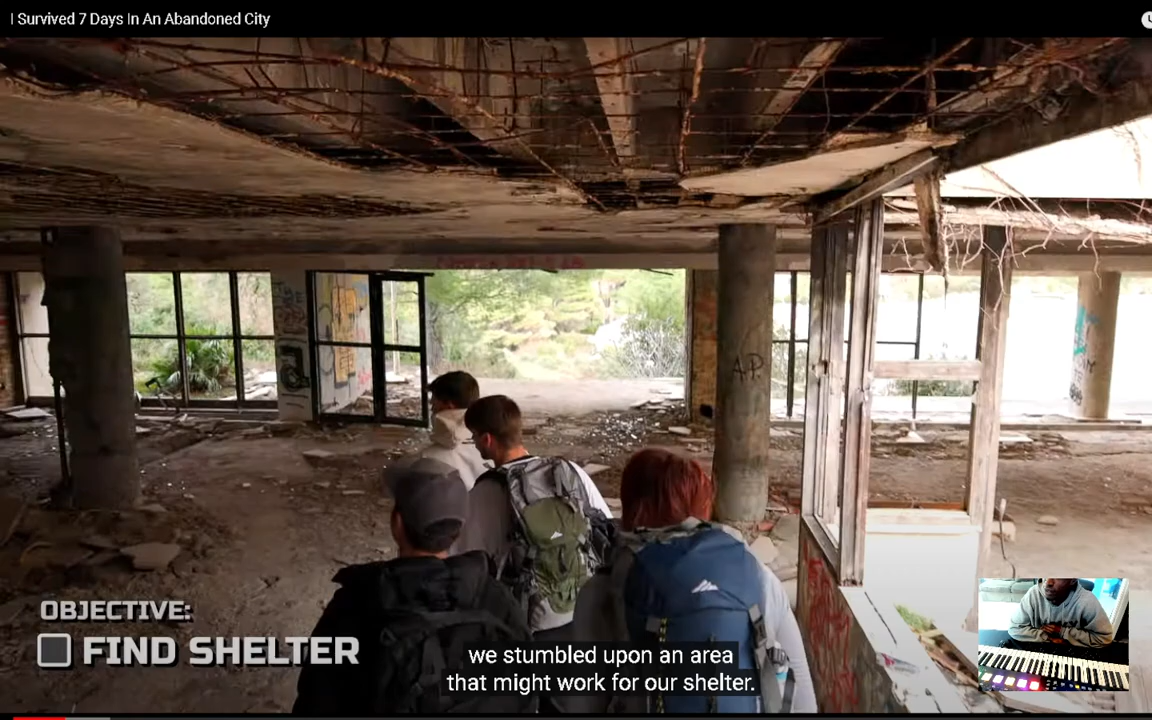 I Survived 7 Days In An Abandoned City
A.P
OBJECTIVE:
FIND SHELTER
we stumbled upon an area
that might work for our shelter.